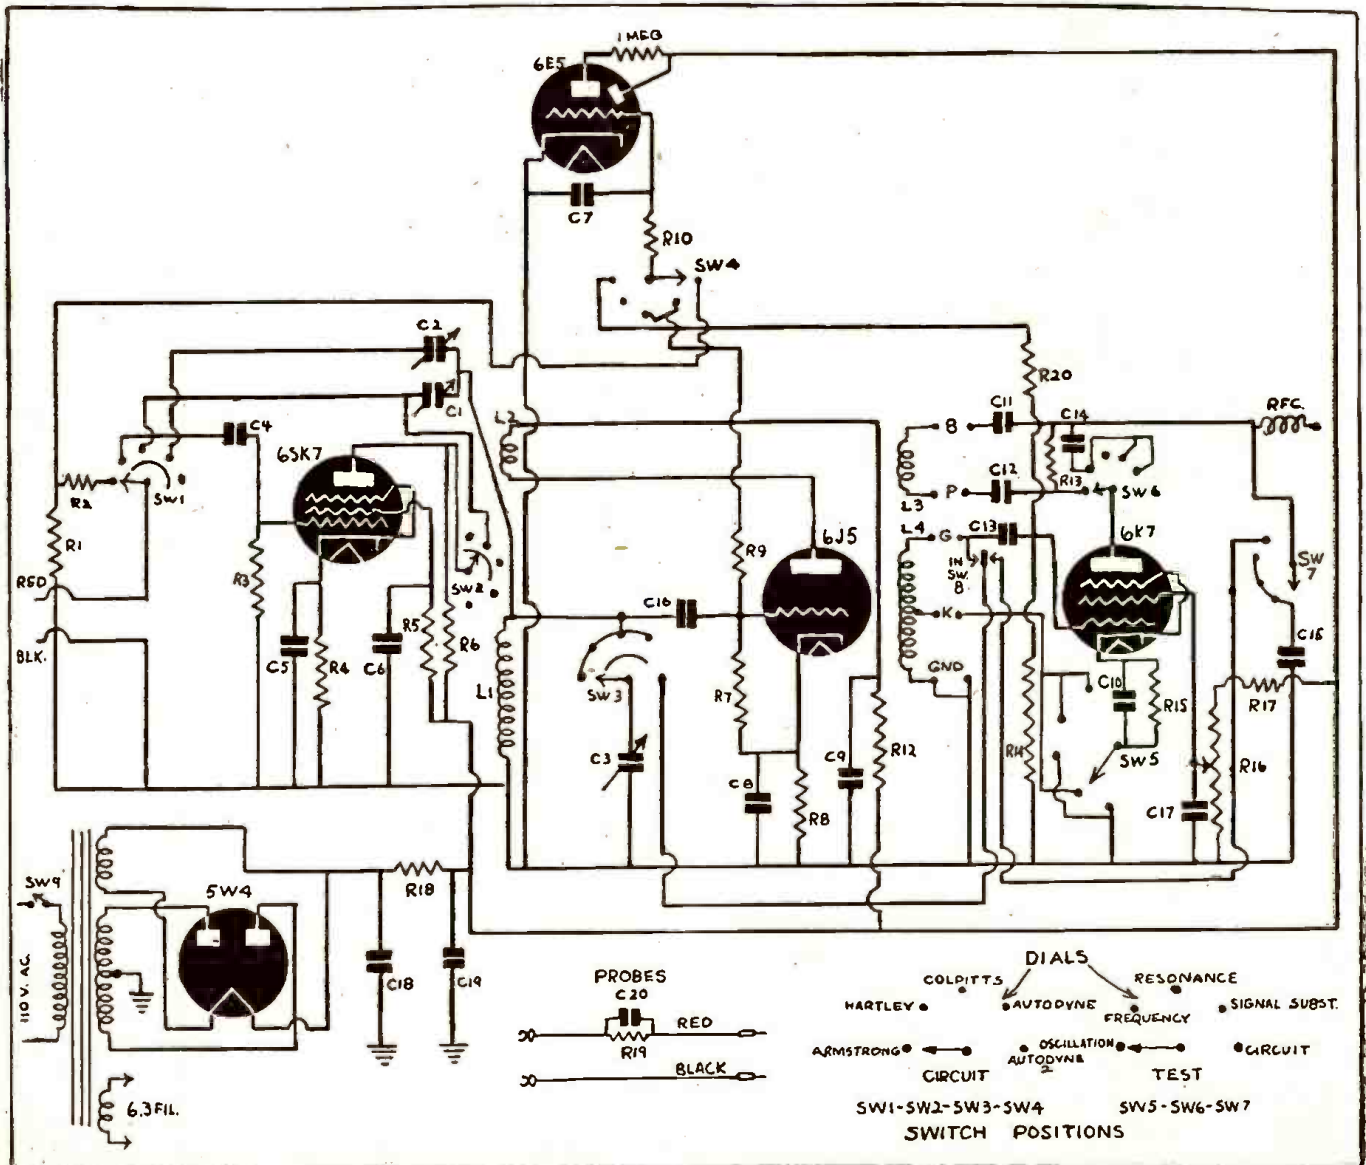 1 MEG
6E5
C7
R10
SW4
C2
C1
C4
R20
C11
C14
RFC.
L2
B
6SK7
R2
SW1
P
C12
R13
SW6
L3
L4
G
C13
6K7
R1
R3
SW2
R9
6J5
IN
SW.
8
SW
7
RED
C16
K
BLK.
C5
R4
C6
R5
R6
L1
SW3
R7
GND
C10
R15
C15
R17
C3
C8
R8
C9
R12
R14
SW5
R16
C17
SW9
5W4
R18
110 V. AC.
C18
C19
6.3 FIL.
PROBES
C20
RED
R19
BLACK
DIALS
COLPITTS
RESONANCE
HARTLEY
AUTODYNE
FREQUENCY
SIGNAL SUBST.
ARMSTRONG
AUTODYNE
2
OSCILLATION
CIRCUIT
CIRCUIT
TEST
SW1-SW2-SW3-SW4
SW5-SW6-SW7
SWITCH POSITIONS